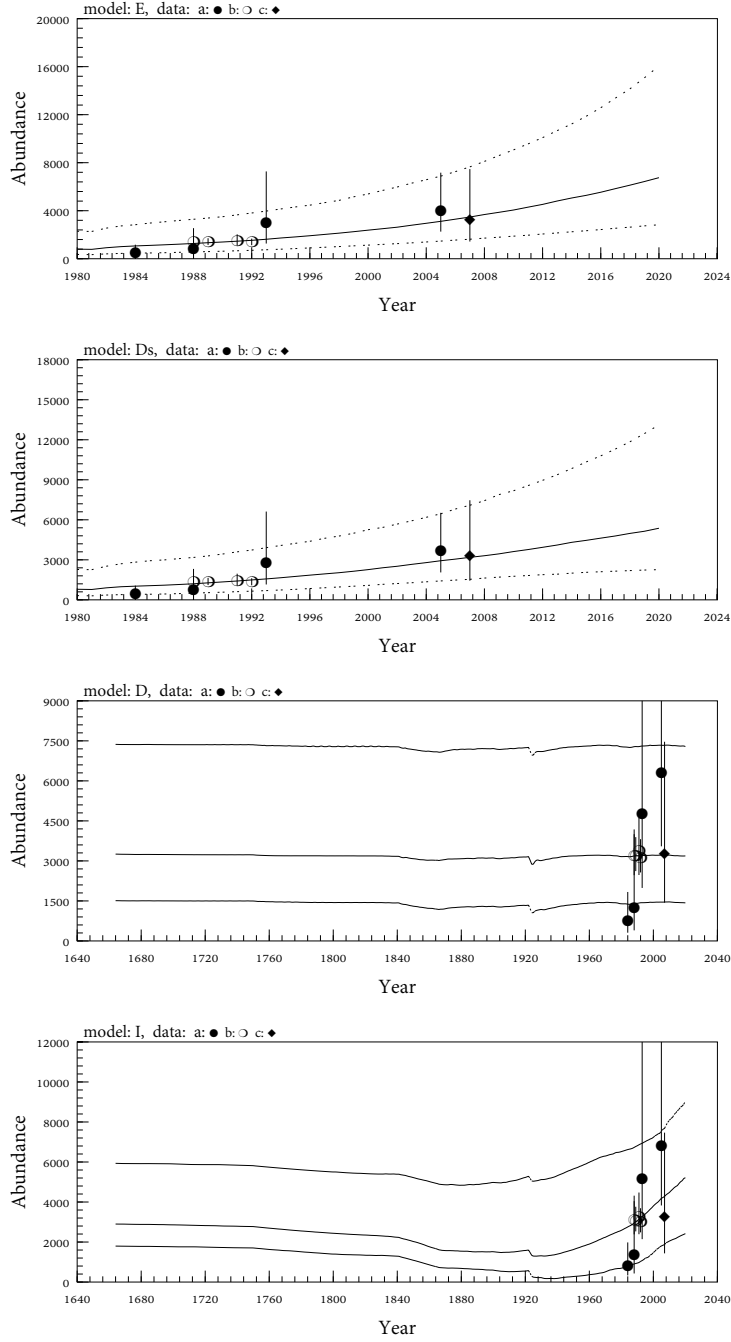 model: E, data: a: ● b: ❍ c: ◆
20000
16000
12000
8000
4000
0
Abundance
1980 1984 1988 1992 1996 2000 2004 2008 2012 2016 2020 2024
Year
model: Ds, data: a: ● b: ❍ c: ◆
18000
15000
12000
9000
6000
3000
0
Abundance
1980 1984 1988 1992 1996 2000 2004 2008 2012 2016 2020 2024
Year
model: D, data: a: ● b: ❍ c: ◆
9000
7500
6000
4500
3000
1500
0
Abundance
1640 1680 1720 1760 1800 1840 1880 1920 1960 2000 2040
Year
model: I, data: a: ● b: ❍ c: ◆
12000
10000
8000
6000
4000
2000
0
Abundance
1640 1680 1720 1760 1800 1840 1880 1920 1960 2000 2040
Year